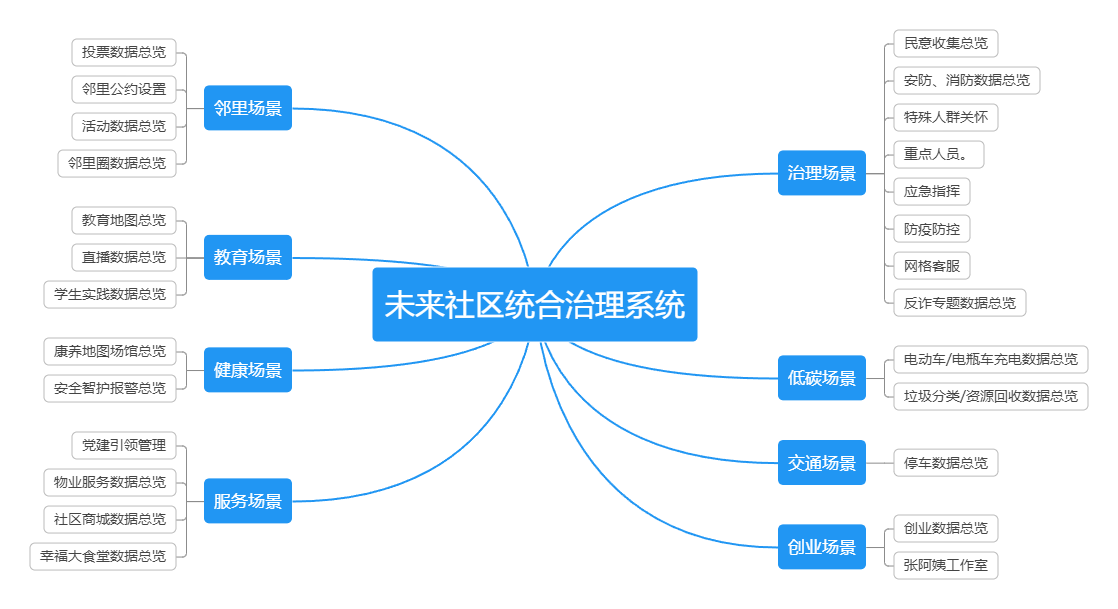 未来社区统合治理系统
邻里场景
投票数据总览
邻里公约设置
活动数据总览
邻里圈数据总览
教育场景
教育地图总览
直播数据总览
学生实践数据总览
健康场景
康养地图场馆总览
安全智护报警总览
服务场景
党建引领管理
物业服务数据总览
社区商城数据总览
幸福大食堂数据总览
治理场景
民意收集总览
安防、消防数据总览
特殊人群关怀
重点人员。
应急指挥
防疫防控
网格客服
反诈专题数据总览
低碳场景
电动车/电瓶车充电数据总览
垃圾分类/资源回收数据总览
交通场景
停车数据总览
创业场景
创业数据总览
张阿姨工作室